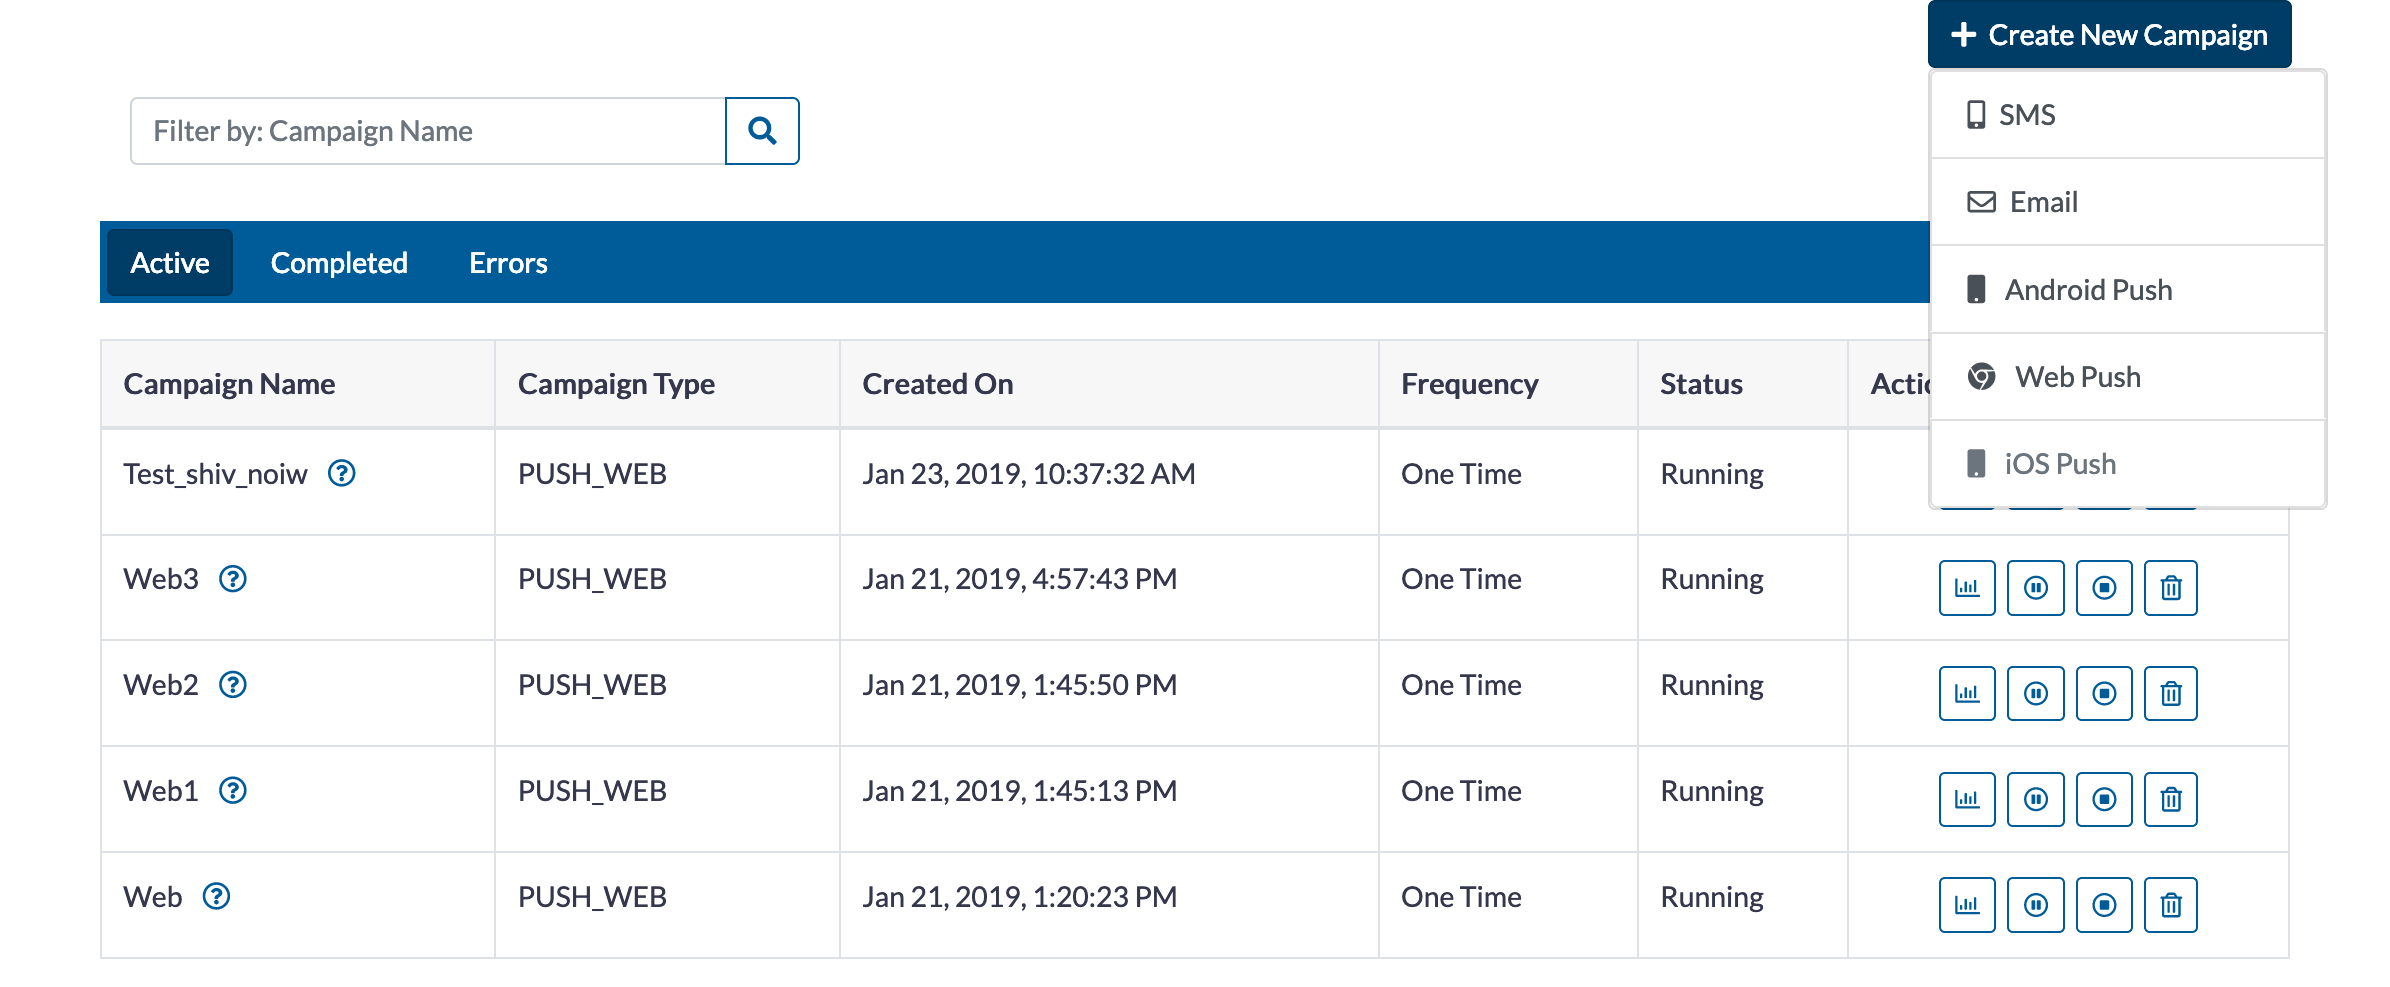 Create New Campaign
SMS
Email
Android Push
Web Push
iOS Push
Filter by: Campaign Name
Active Completed Errors
Campaign Name Campaign Type Created On Frequency Status
Test_shiv_noiw PUSH_WEB Jan 23, 2019, 10:37:32 AM One Time Running
Web3 PUSH_WEB Jan 21, 2019, 4:57:43 PM One Time Running
Web2 PUSH_WEB Jan 21, 2019, 1:45:50 PM One Time Running
Web1 PUSH_WEB Jan 21, 2019, 1:45:13 PM One Time Running
Web PUSH_WEB Jan 21, 2019, 1:20:23 PM One Time Running